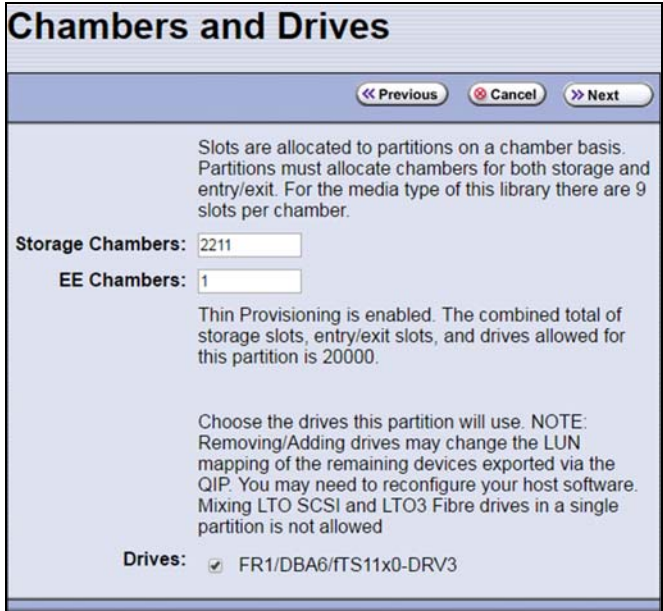 Chambers and Drives
Previous
Cancel
Next
Slots are allocated to partitions on a chamber basis.
Partitions must allocate chambers for both storage and
entry/exit. For the media type of this library there are 9
slots per chamber.
Storage Chambers: 2211
EE Chambers: 1
Thin Provisioning is enabled. The combined total of
storage slots, entry/exit slots, and drives allowed for
this partition is 20000.
Choose the drives this partition will use. NOTE:
Removing/Adding drives may change the LUN
mapping of the remaining devices exported via the
QIP. You may need to reconfigure your host software.
Mixing LTO SCSI and LTO3 Fibre drives in a single
partition is not allowed
Drives: FR1/DBA6/fTS11x0-DRV3